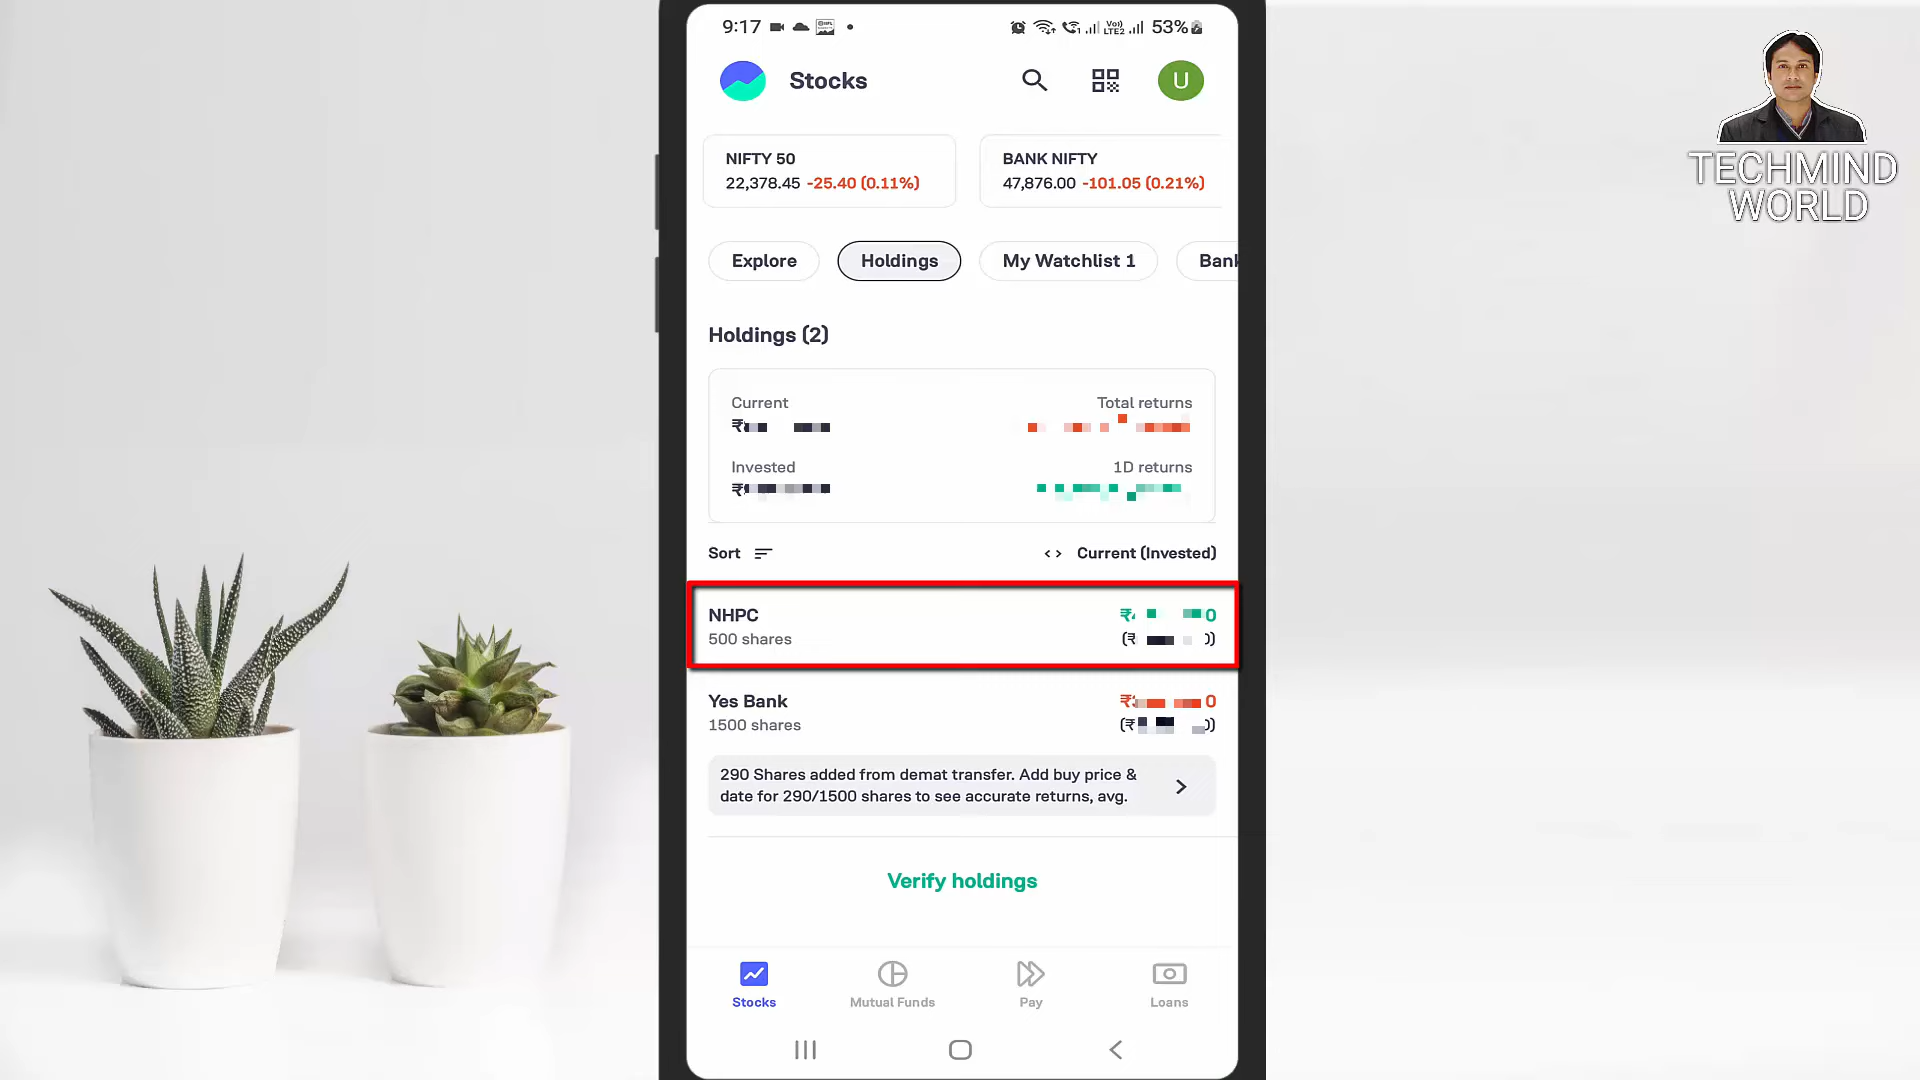 9:17
Vo))
LTE2
53%
Stocks
U
NIFTY 50
22,378.45 -25.40 (0.11%)
BANK NIFTY
47,876.00 -101.05 (0.21%)
Explore
Holdings
My Watchlist 1
Bank
Holdings (2)
Current
Total returns
₹
Invested
1D returns
₹
Sort
Current (Invested)
NHPC
500 shares
Yes Bank
1500 shares
290 Shares added from demat transfer. Add buy price &
date for 290/1500 shares to see accurate returns, avg.
Verify holdings
Stocks
Mutual Funds
Pay
Loans
TECHMIND
WORLD